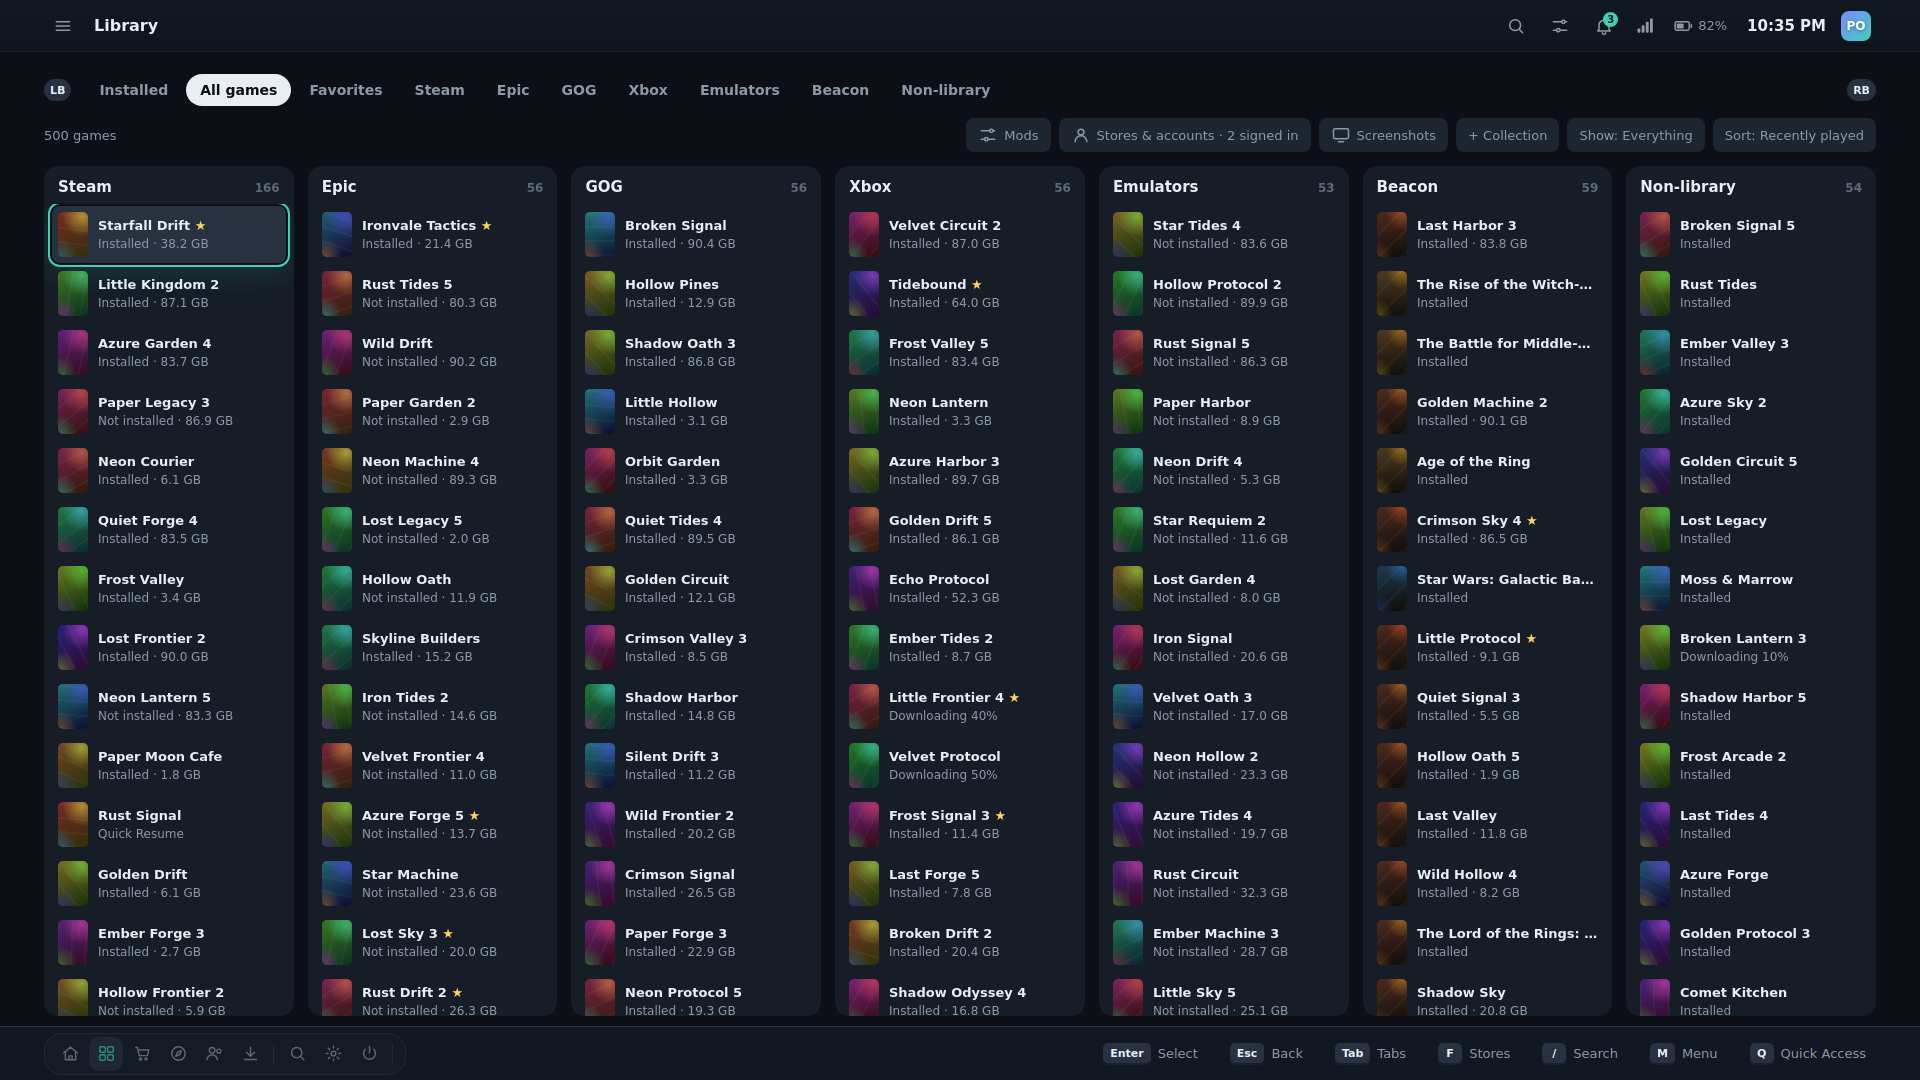 Library
3
82%
10:35 PM
PO
LB
Installed
All games
Favorites
Steam
Epic
GOG
Xbox
Emulators
Beacon
Non-library
RB
500 games
Mods
Stores & accounts · 2 signed in
Screenshots
+ Collection
Show: Everything
Sort: Recently played
Steam 166
Starfall Drift ★
Installed · 38.2 GB
Little Kingdom 2
Installed · 87.1 GB
Azure Garden 4
Installed · 83.7 GB
Paper Legacy 3
Not installed · 86.9 GB
Neon Courier
Installed · 6.1 GB
Quiet Forge 4
Installed · 83.5 GB
Frost Valley
Installed · 3.4 GB
Lost Frontier 2
Installed · 90.0 GB
Neon Lantern 5
Not installed · 83.3 GB
Paper Moon Cafe
Installed · 1.8 GB
Rust Signal
Quick Resume
Golden Drift
Installed · 6.1 GB
Ember Forge 3
Installed · 2.7 GB
Hollow Frontier 2
Not installed · 5.9 GB
Epic 56
Ironvale Tactics ★
Installed · 21.4 GB
Rust Tides 5
Not installed · 80.3 GB
Wild Drift
Not installed · 90.2 GB
Paper Garden 2
Not installed · 2.9 GB
Neon Machine 4
Not installed · 89.3 GB
Lost Legacy 5
Not installed · 2.0 GB
Hollow Oath
Not installed · 11.9 GB
Skyline Builders
Installed · 15.2 GB
Iron Tides 2
Not installed · 14.6 GB
Velvet Frontier 4
Not installed · 11.0 GB
Azure Forge 5 ★
Not installed · 13.7 GB
Star Machine
Not installed · 23.6 GB
Lost Sky 3 ★
Not installed · 20.0 GB
Rust Drift 2 ★
Not installed · 26.3 GB
GOG 56
Broken Signal
Installed · 90.4 GB
Hollow Pines
Installed · 12.9 GB
Shadow Oath 3
Installed · 86.8 GB
Little Hollow
Installed · 3.1 GB
Orbit Garden
Installed · 3.3 GB
Quiet Tides 4
Installed · 89.5 GB
Golden Circuit
Installed · 12.1 GB
Crimson Valley 3
Installed · 8.5 GB
Shadow Harbor
Installed · 14.8 GB
Silent Drift 3
Installed · 11.2 GB
Wild Frontier 2
Installed · 20.2 GB
Crimson Signal
Installed · 26.5 GB
Paper Forge 3
Installed · 22.9 GB
Neon Protocol 5
Installed · 19.3 GB
Xbox 56
Velvet Circuit 2
Installed · 87.0 GB
Tidebound ★
Installed · 64.0 GB
Frost Valley 5
Installed · 83.4 GB
Neon Lantern
Installed · 3.3 GB
Azure Harbor 3
Installed · 89.7 GB
Golden Drift 5
Installed · 86.1 GB
Echo Protocol
Installed · 52.3 GB
Ember Tides 2
Installed · 8.7 GB
Little Frontier 4 ★
Downloading 40%
Velvet Protocol
Downloading 50%
Frost Signal 3 ★
Installed · 11.4 GB
Last Forge 5
Installed · 7.8 GB
Broken Drift 2
Installed · 20.4 GB
Shadow Odyssey 4
Installed · 16.8 GB
Emulators 53
Star Tides 4
Not installed · 83.6 GB
Hollow Protocol 2
Not installed · 89.9 GB
Rust Signal 5
Not installed · 86.3 GB
Paper Harbor
Not installed · 8.9 GB
Neon Drift 4
Not installed · 5.3 GB
Star Requiem 2
Not installed · 11.6 GB
Lost Garden 4
Not installed · 8.0 GB
Iron Signal
Not installed · 20.6 GB
Velvet Oath 3
Not installed · 17.0 GB
Neon Hollow 2
Not installed · 23.3 GB
Azure Tides 4
Not installed · 19.7 GB
Rust Circuit
Not installed · 32.3 GB
Ember Machine 3
Not installed · 28.7 GB
Little Sky 5
Not installed · 25.1 GB
Beacon 59
Last Harbor 3
Installed · 83.8 GB
The Rise of the Witch-...
Installed
The Battle for Middle-...
Installed
Golden Machine 2
Installed · 90.1 GB
Age of the Ring
Installed
Crimson Sky 4 ★
Installed · 86.5 GB
Star Wars: Galactic Ba...
Installed
Little Protocol ★
Installed · 9.1 GB
Quiet Signal 3
Installed · 5.5 GB
Hollow Oath 5
Installed · 1.9 GB
Last Valley
Installed · 11.8 GB
Wild Hollow 4
Installed · 8.2 GB
The Lord of the Rings: ...
Installed
Shadow Sky
Installed · 20.8 GB
Non-library 54
Broken Signal 5
Installed
Rust Tides
Installed
Ember Valley 3
Installed
Azure Sky 2
Installed
Golden Circuit 5
Installed
Lost Legacy
Installed
Moss & Marrow
Installed
Broken Lantern 3
Downloading 10%
Shadow Harbor 5
Installed
Frost Arcade 2
Installed
Last Tides 4
Installed
Azure Forge
Installed
Golden Protocol 3
Installed
Comet Kitchen
Installed
Enter Select
Esc Back
Tab Tabs
F Stores
/ Search
M Menu
Q Quick Access